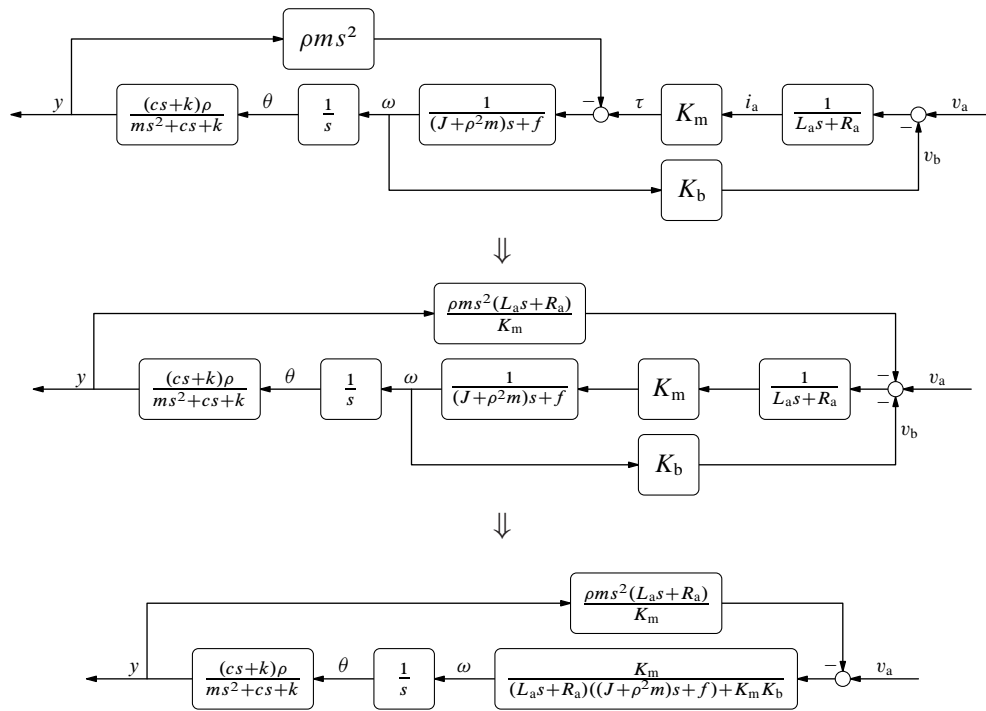 ρms²
y (cs+k)ρ/(ms²+cs+k) θ 1/s ω 1/((J+ρ²m)s+f) − τ K_m i_a 1/(L_a s+R_a) − v_a
v_b
K_b
⇓
ρms²(L_a s+R_a)/K_m
y (cs+k)ρ/(ms²+cs+k) θ 1/s ω 1/((J+ρ²m)s+f) K_m 1/(L_a s+R_a) − − v_a
v_b
K_b
⇓
ρms²(L_a s+R_a)/K_m
y (cs+k)ρ/(ms²+cs+k) θ 1/s ω K_m/((L_a s+R_a)((J+ρ²m)s+f)+K_m K_b) − v_a